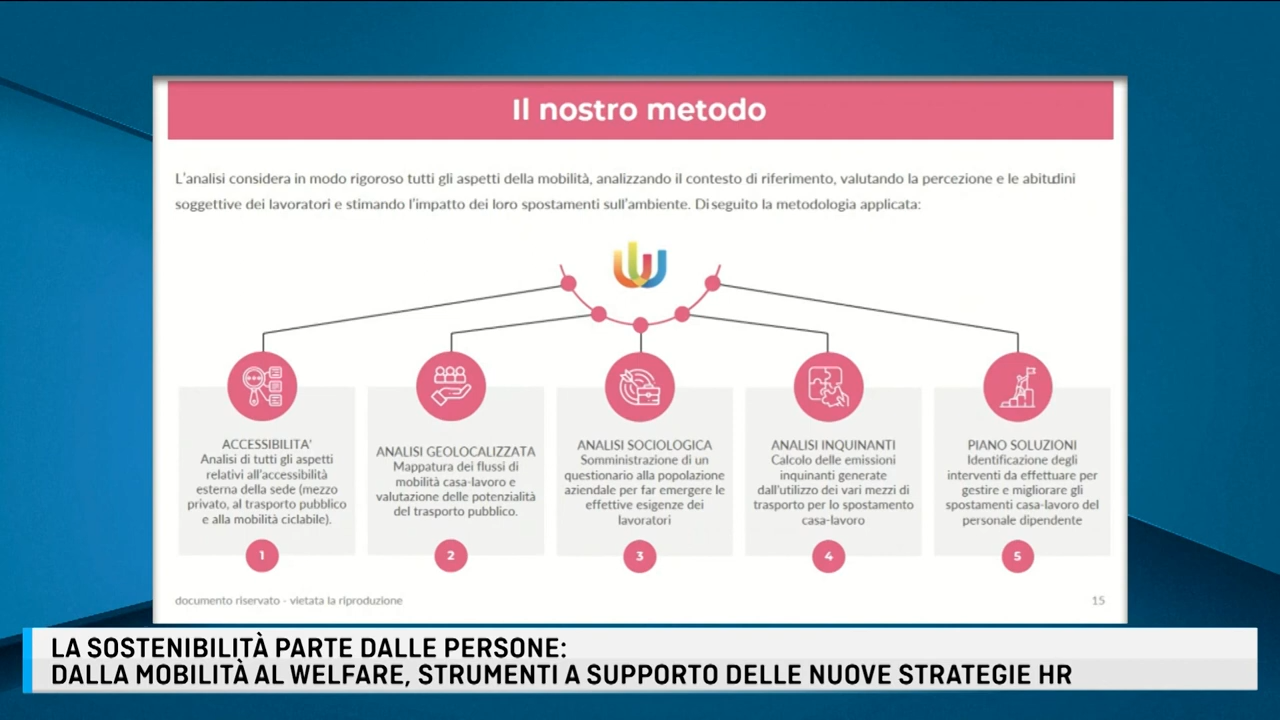 Il nostro metodo
L'analisi considera in modo rigoroso tutti gli aspetti della mobilità, analizzando il contesto di riferimento, valutando la percezione e le abitudini
soggettive dei lavoratori e stimando l'impatto dei loro spostamenti sull'ambiente. Di seguito la metodologia applicata:
ACCESSIBILITA'
Analisi di tutti gli aspetti
relativi all'accessibilità
esterna della sede (mezzo
privato, al trasporto pubblico
e alla mobilità ciclabile).
1
ANALISI GEOLOCALIZZATA
Mappatura dei flussi di
mobilità casa-lavoro e
valutazione delle potenzialità
del trasporto pubblico.
2
ANALISI SOCIOLOGICA
Somministrazione di un
questionario alla popolazione
aziendale per far emergere le
effettive esigenze dei
lavoratori
3
ANALISI INQUINANTI
Calcolo delle emissioni
inquinanti generate
dall'utilizzo dei vari mezzi di
trasporto per lo spostamento
casa-lavoro
4
PIANO SOLUZIONI
Identificazione degli
interventi da effettuare per
gestire e migliorare gli
spostamenti casa-lavoro del
personale dipendente
5
documento riservato - vietata la riproduzione
15
LA SOSTENIBILITÀ PARTE DALLE PERSONE:
DALLA MOBILITÀ AL WELFARE, STRUMENTI A SUPPORTO DELLE NUOVE STRATEGIE HR